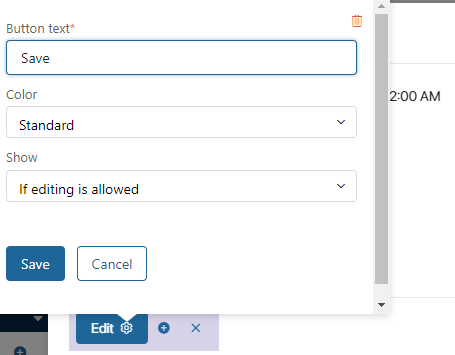 Button text*
Save
Color
Standard
2:00 AM
Show
If editing is allowed
Save Cancel
Edit